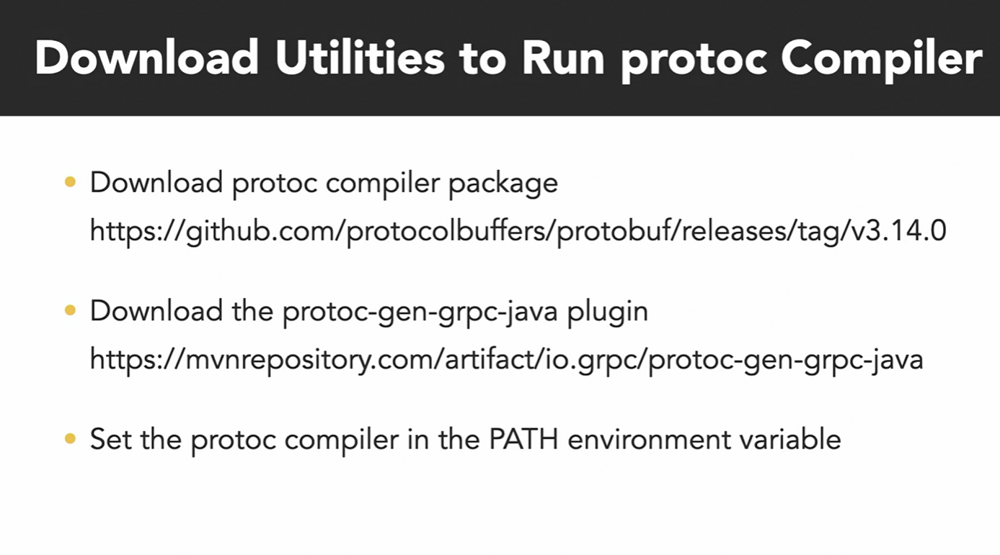 Download Utilities to Run protoc Compiler
• Download protoc compiler package
https://github.com/protocolbuffers/protobuf/releases/tag/v3.14.0
• Download the protoc-gen-grpc-java plugin
https://mvnrepository.com/artifact/io.grpc/protoc-gen-grpc-java
• Set the protoc compiler in the PATH environment variable